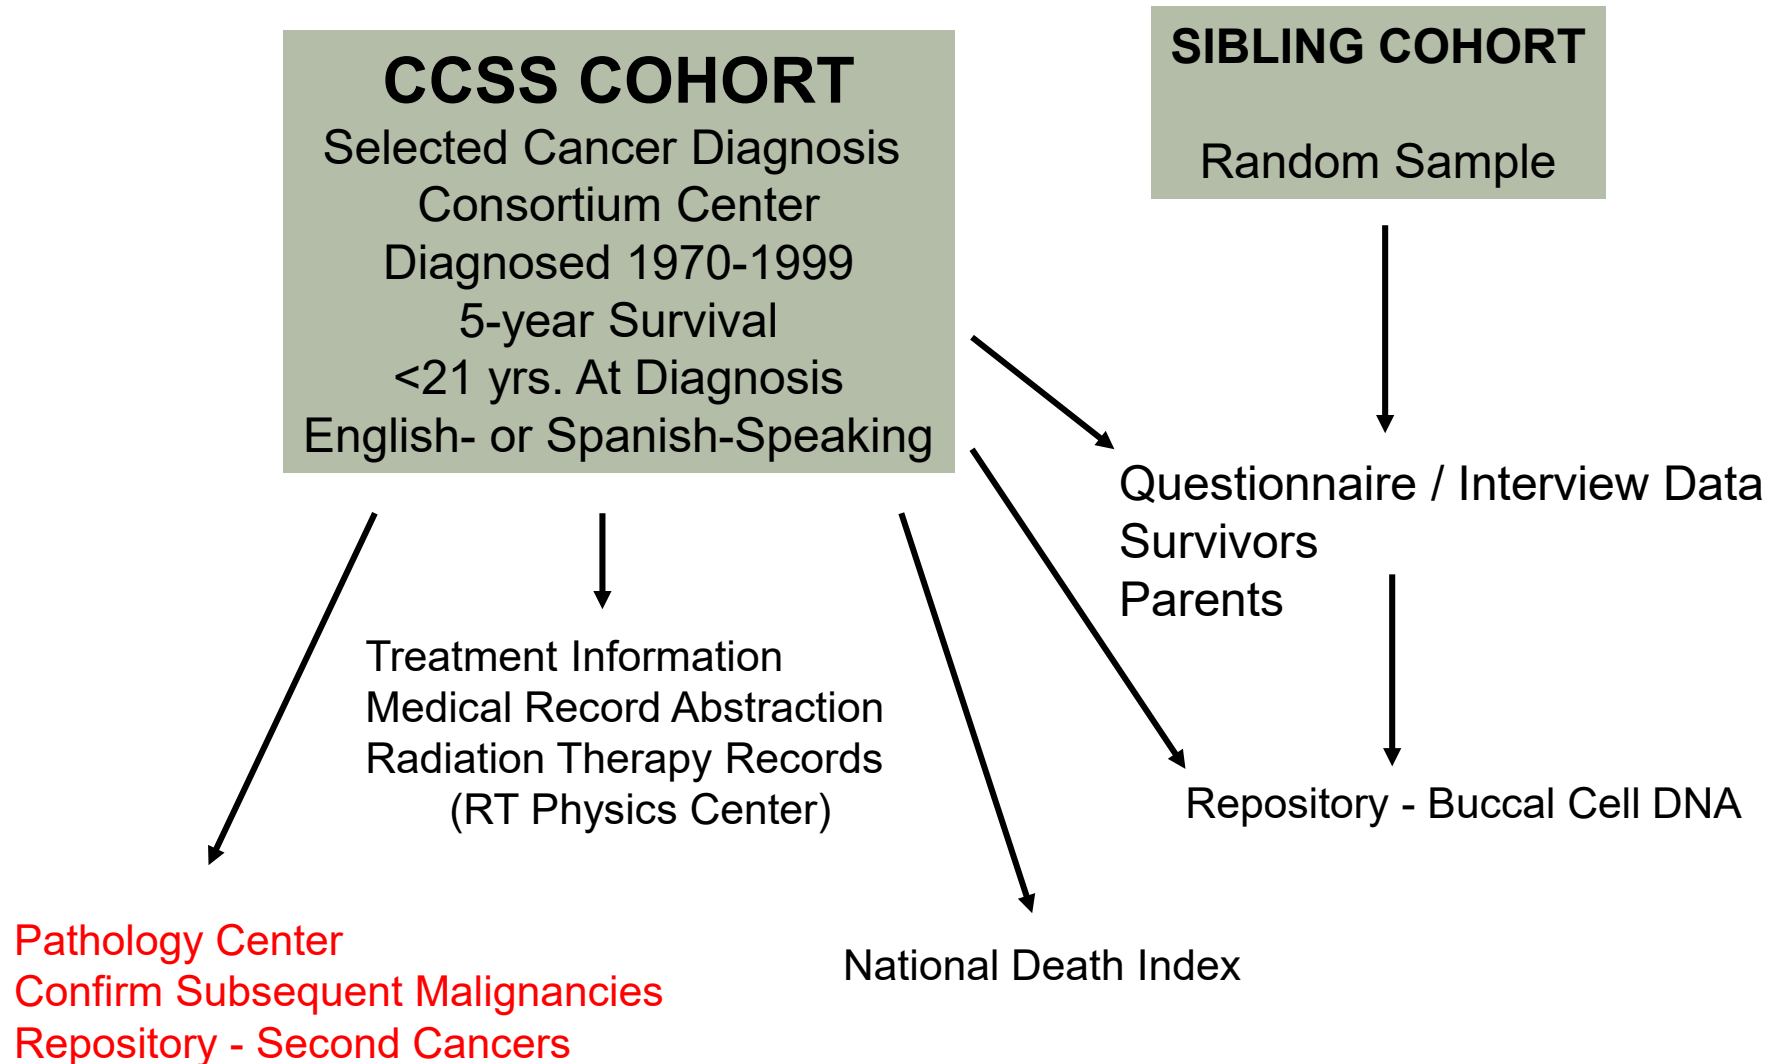 CCSS COHORT
Selected Cancer Diagnosis
Consortium Center
Diagnosed 1970-1999
5-year Survival
<21 yrs. At Diagnosis
English- or Spanish-Speaking
SIBLING COHORT
Random Sample
Questionnaire / Interview Data
Survivors
Parents
Treatment Information
Medical Record Abstraction
Radiation Therapy Records
(RT Physics Center)
Repository - Buccal Cell DNA
Pathology Center
Confirm Subsequent Malignancies
Repository - Second Cancers
National Death Index